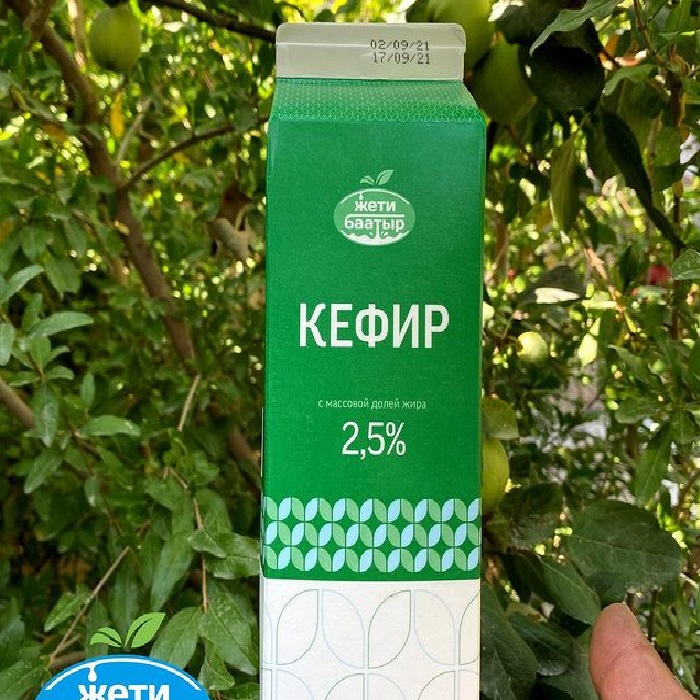 02/09/21
17/09/21
жети
баатыр
КЕФИР
с массовой долей жира
2,5%
жети